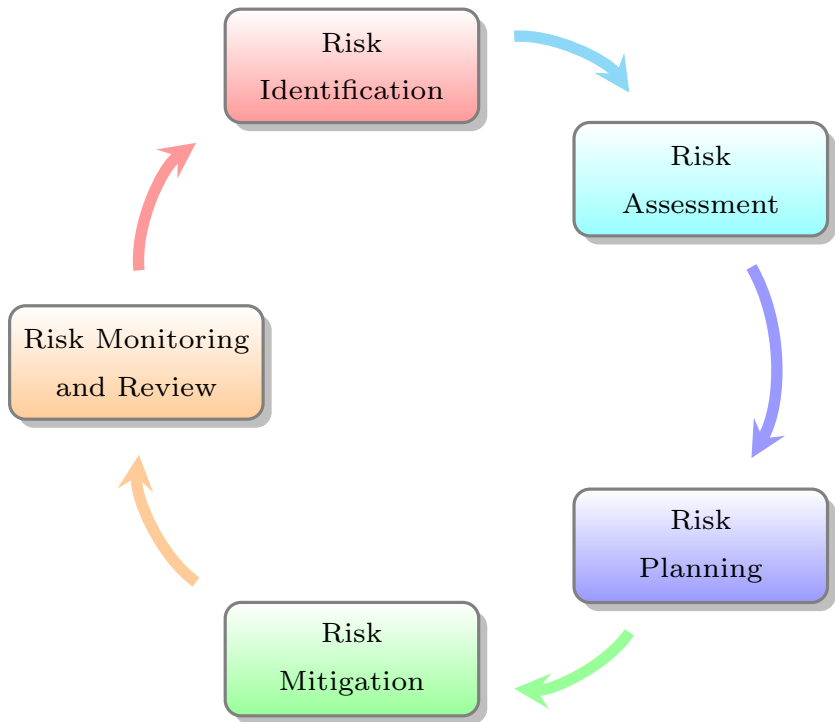 Risk
Identification
Risk
Assessment
Risk
Planning
Risk
Mitigation
Risk Monitoring
and Review